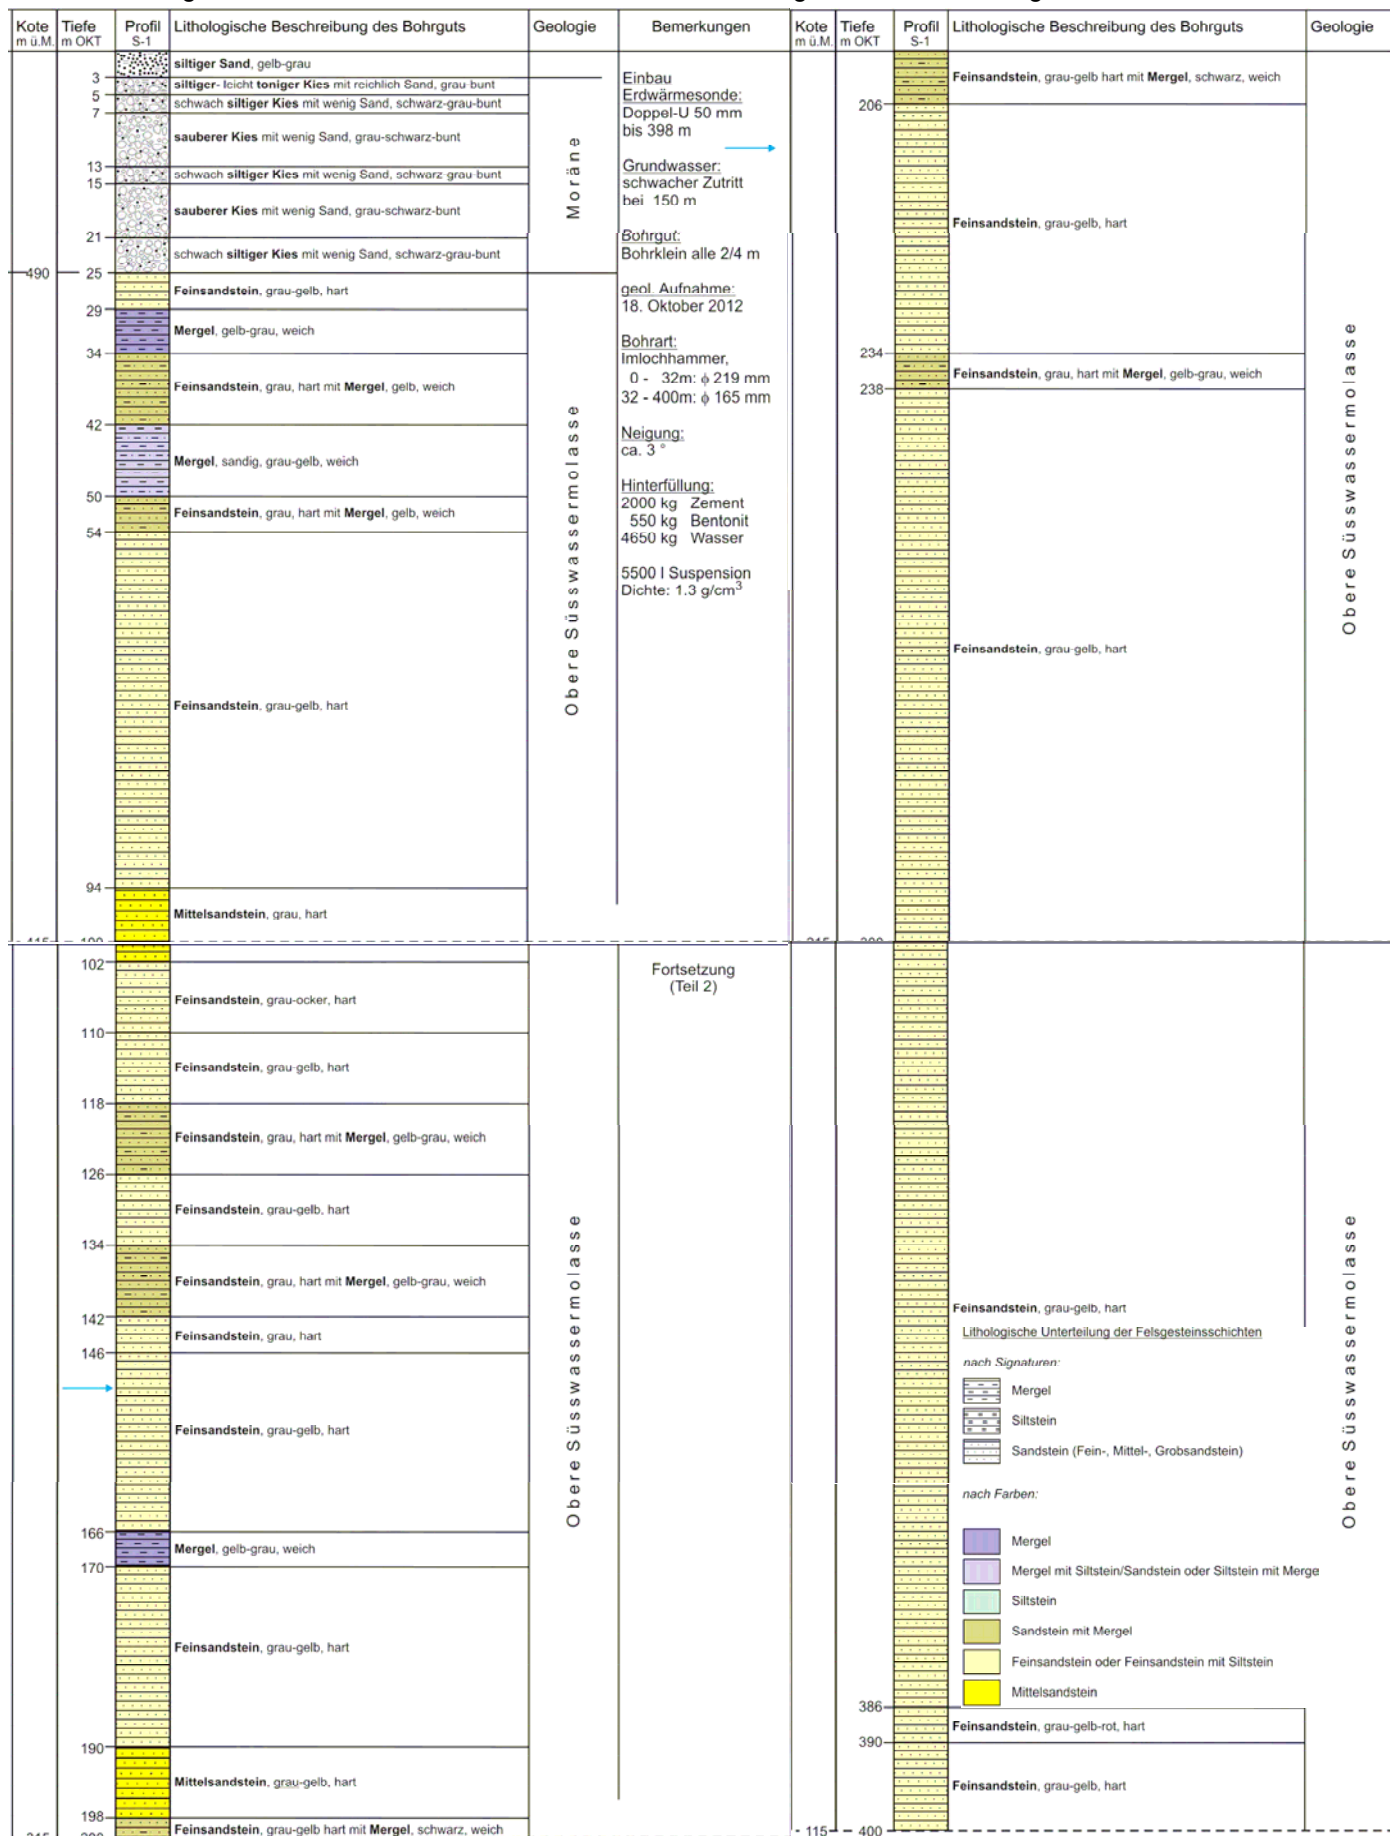 Kote Tiefe Profil Lithologische Beschreibung des Bohrguts Geologie Bemerkungen
m ü.M. m OKT S-1
siltiger Sand, gelb-grau
3
siltiger- leicht toniger Kies mit reichlich Sand, grau-bunt
5
schwach siltiger Kies mit wenig Sand, schwarz-grau-bunt
7
sauberer Kies mit wenig Sand, grau-schwarz-bunt
13
schwach siltiger Kies mit wenig Sand, schwarz-grau-bunt
15
sauberer Kies mit wenig Sand, grau-schwarz-bunt
21
schwach siltiger Kies mit wenig Sand, schwarz-grau-bunt
490 25
Feinsandstein, grau-gelb, hart
29
Mergel, gelb-grau, weich
34
Feinsandstein, grau, hart mit Mergel, gelb, weich
42
Mergel, sandig, grau-gelb, weich
50
Feinsandstein, grau, hart mit Mergel, gelb, weich
54
Feinsandstein, grau-gelb, hart
94
Mittelsandstein, grau, hart
Moräne
Obere Süsswassermolasse
Einbau
Erdwärmesonde:
Doppel-U 50 mm
bis 398 m
Grundwasser:
schwacher Zutritt
bei 150 m
Bohrgut:
Bohrklein alle 2/4 m
geol. Aufnahme:
18. Oktober 2012
Bohrart:
Imlochhammer,
0 - 32m: ϕ 219 mm
32 - 400m: ϕ 165 mm
Neigung:
ca. 3 °
Hinterfüllung:
2000 kg Zement
550 kg Bentonit
4650 kg Wasser
5500 l Suspension
Dichte: 1.3 g/cm³
102
Feinsandstein, grau-ocker, hart
110
Feinsandstein, grau-gelb, hart
118
Feinsandstein, grau, hart mit Mergel, gelb-grau, weich
126
Feinsandstein, grau-gelb, hart
134
Feinsandstein, grau, hart mit Mergel, gelb-grau, weich
142
Feinsandstein, grau, hart
146
Feinsandstein, grau-gelb, hart
166
Mergel, gelb-grau, weich
170
Feinsandstein, grau-gelb, hart
190
Mittelsandstein, grau-gelb, hart
198
Feinsandstein, grau-gelb hart mit Mergel, schwarz, weich
Obere Süsswassermolasse
Fortsetzung
(Teil 2)
Kote Tiefe Profil Lithologische Beschreibung des Bohrguts Geologie
m ü.M. m OKT S-1
Feinsandstein, grau-gelb hart mit Mergel, schwarz, weich
206
Feinsandstein, grau-gelb, hart
234
Feinsandstein, grau, hart mit Mergel, gelb-grau, weich
238
Feinsandstein, grau-gelb, hart
Obere Süsswassermolasse
Feinsandstein, grau-gelb, hart
Lithologische Unterteilung der Felsgesteinsschichten
nach Signaturen:
Mergel
Siltstein
Sandstein (Fein-, Mittel-, Grobsandstein)
nach Farben:
Mergel
Mergel mit Siltstein/Sandstein oder Siltstein mit Merge
Siltstein
Sandstein mit Mergel
Feinsandstein oder Feinsandstein mit Siltstein
Mittelsandstein
386
Feinsandstein, grau-gelb-rot, hart
390
Feinsandstein, grau-gelb, hart
115 400
Obere Süsswassermolasse